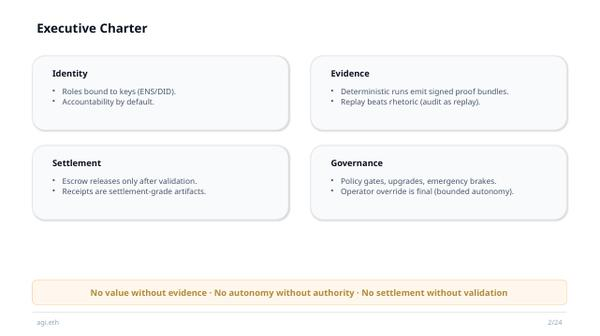 Executive Charter
Identity
• Roles bound to keys (ENS/DID).
• Accountability by default.
Evidence
• Deterministic runs emit signed proof bundles.
• Replay beats rhetoric (audit as replay).
Settlement
• Escrow releases only after validation.
• Receipts are settlement-grade artifacts.
Governance
• Policy gates, upgrades, emergency brakes.
• Operator override is final (bounded autonomy).
No value without evidence · No autonomy without authority · No settlement without validation
agi.eth
2/24